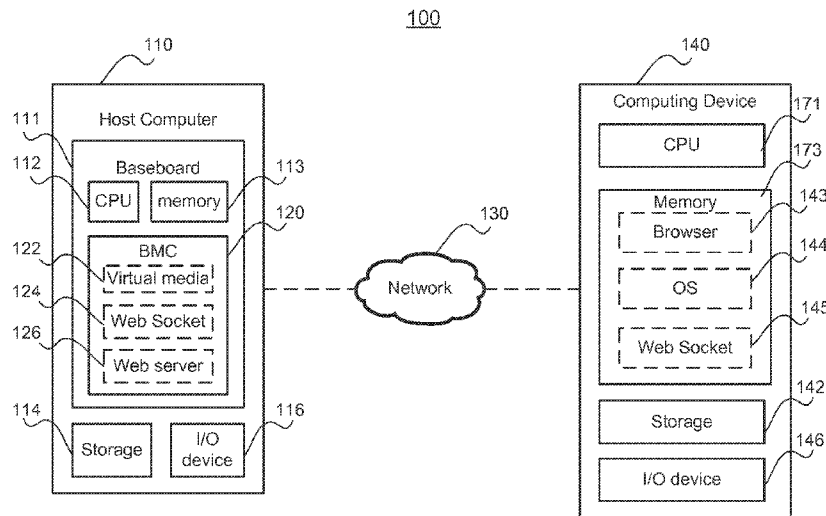 100
110
Host Computer
111
Baseboard
112
CPU
memory
113
120
BMC
122
Virtual media
124
Web Socket
126
Web server
114
Storage
I/O
device
116
130
Network
140
Computing Device
171
CPU
173
Memory
143
Browser
144
OS
145
Web Socket
142
Storage
146
I/O device